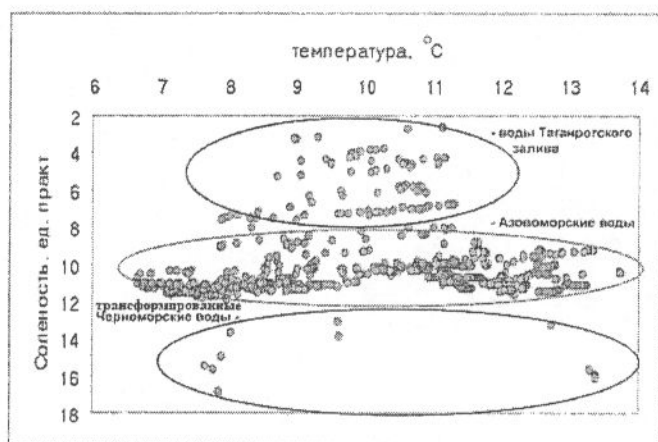 температура, °C
6 7 8 9 10 11 12 13 14
Соленость, ед. практ
2
4
6
8
10
12
14
16
18
- воды Таганрогского
залива
- Азовоморские воды
трансформированные
Черноморские воды -